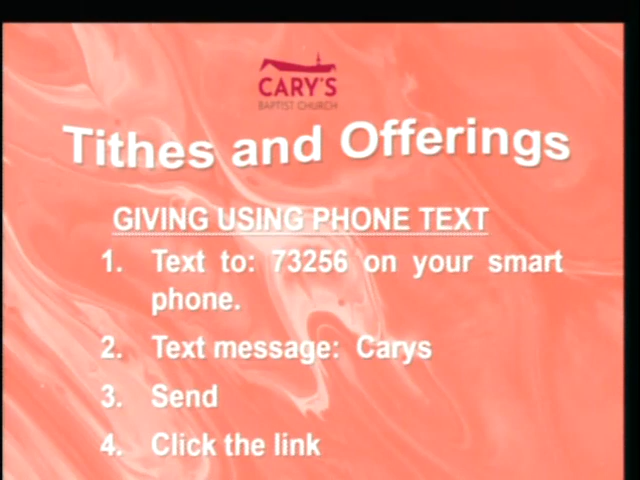 CARY'S
BAPTIST CHURCH
Tithes and Offerings
GIVING USING PHONE TEXT
1. Text to: 73256 on your smart
phone.
2. Text message: Carys
3. Send
4. Click the link